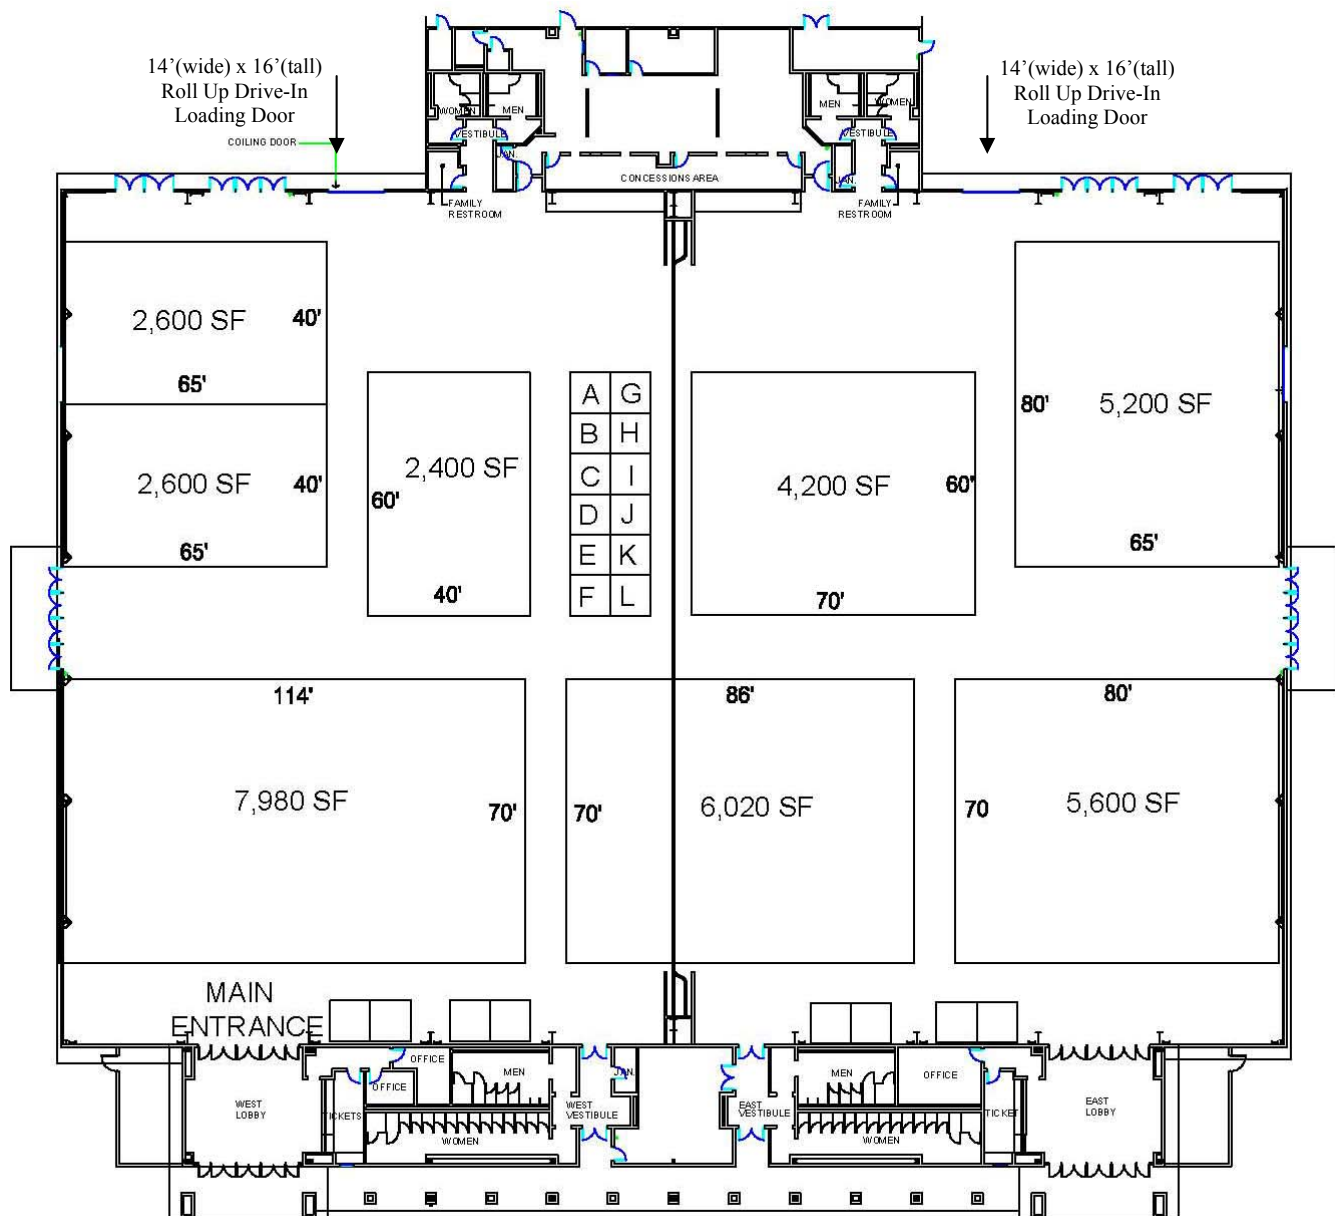 14'(wide) x 16'(tall)
Roll Up Drive-In
Loading Door
14'(wide) x 16'(tall)
Roll Up Drive-In
Loading Door
COILING DOOR
WOMEN
MEN
VESTIBULE
JAN.
MEN
WOMEN
VESTIBULE
JAN.
CONCESSIONS AREA
FAMILY
RESTROOM
FAMILY
RESTROOM
2,600 SF 40'
65'
2,600 SF 40'
65'
2,400 SF
60'
40'
A G
B H
C I
D J
E K
F L
4,200 SF 60'
70'
80' 5,200 SF
65'
114'
7,980 SF 70'
86'
70' 6,020 SF
80'
70 5,600 SF
MAIN
ENTRANCE
OFFICE
OFFICE
MEN
JAN.
MEN
OFFICE
WEST
LOBBY
TICKETS
WEST
VESTIBULE
EAST
VESTIBULE
TICKET
EAST
LOBBY
WOMEN
WOMEN